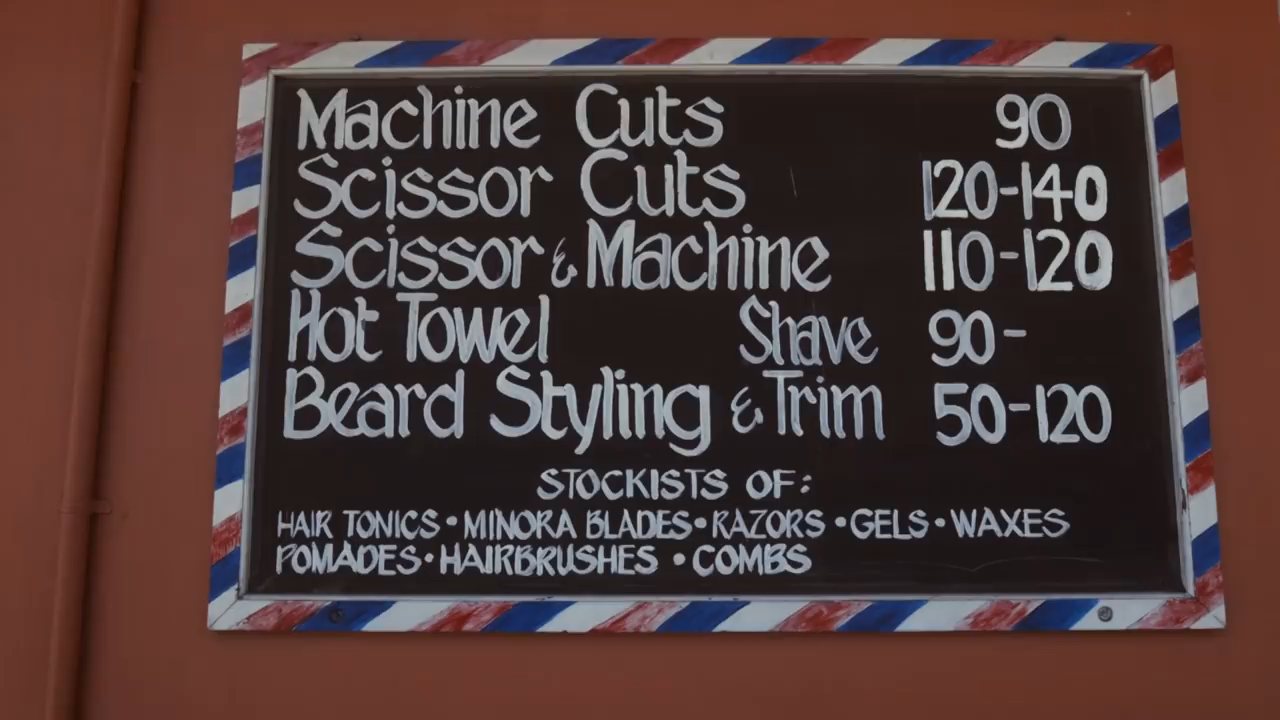 Machine Cuts 90
Scissor Cuts 120-140
Scissor & Machine 110-120
Hot Towel Shave 90-
Beard Styling & Trim 50-120
STOCKISTS OF:
HAIR TONICS • MINORA BLADES • RAZORS • GELS • WAXES
POMADES • HAIRBRUSHES • COMBS